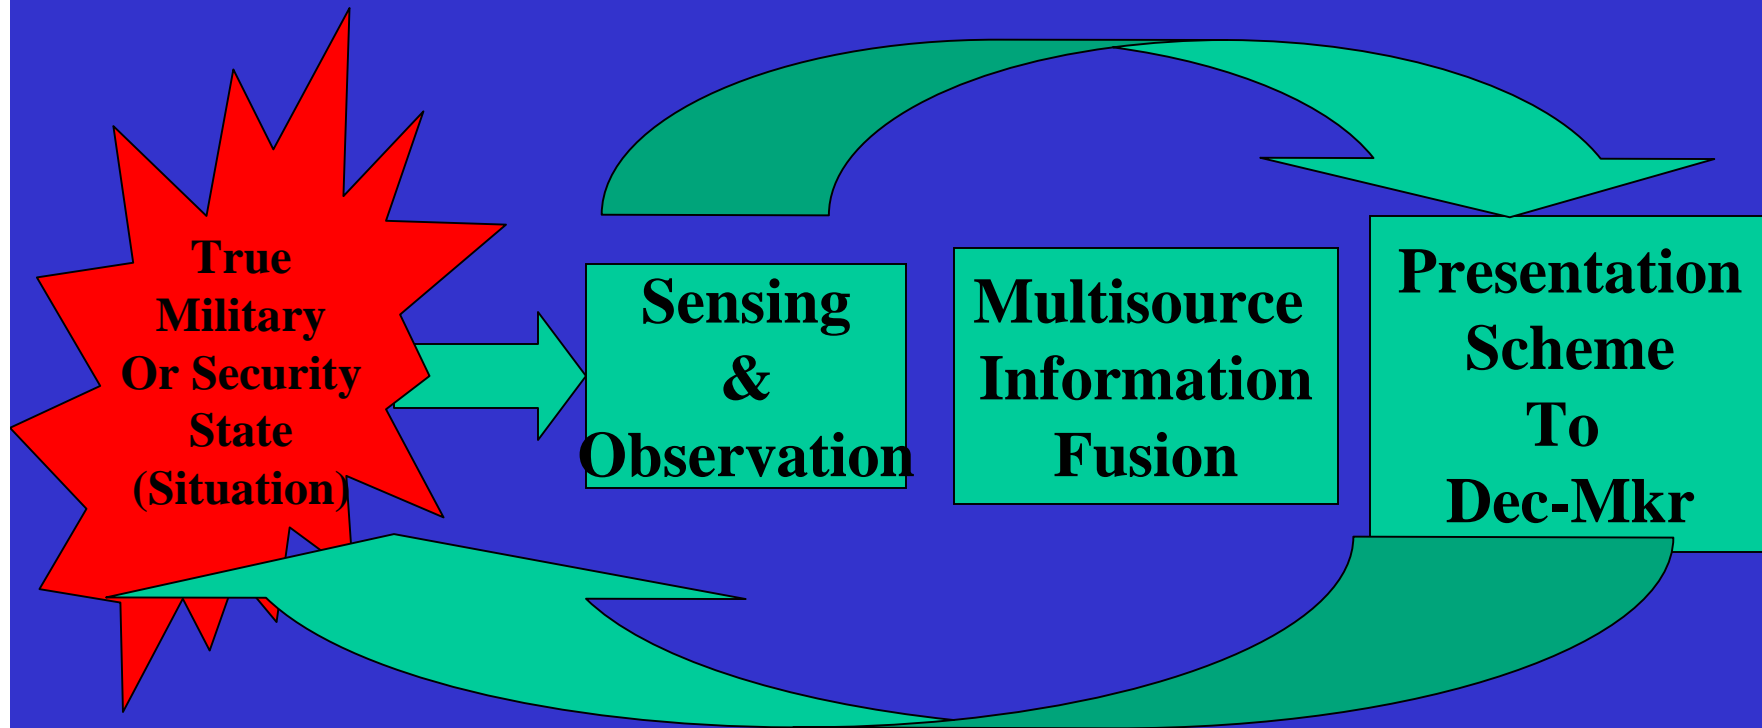 True
Military
Or Security
State
(Situation)
Sensing
&
Observation
Multisource
Information
Fusion
Presentation
Scheme
To
Dec-Mkr